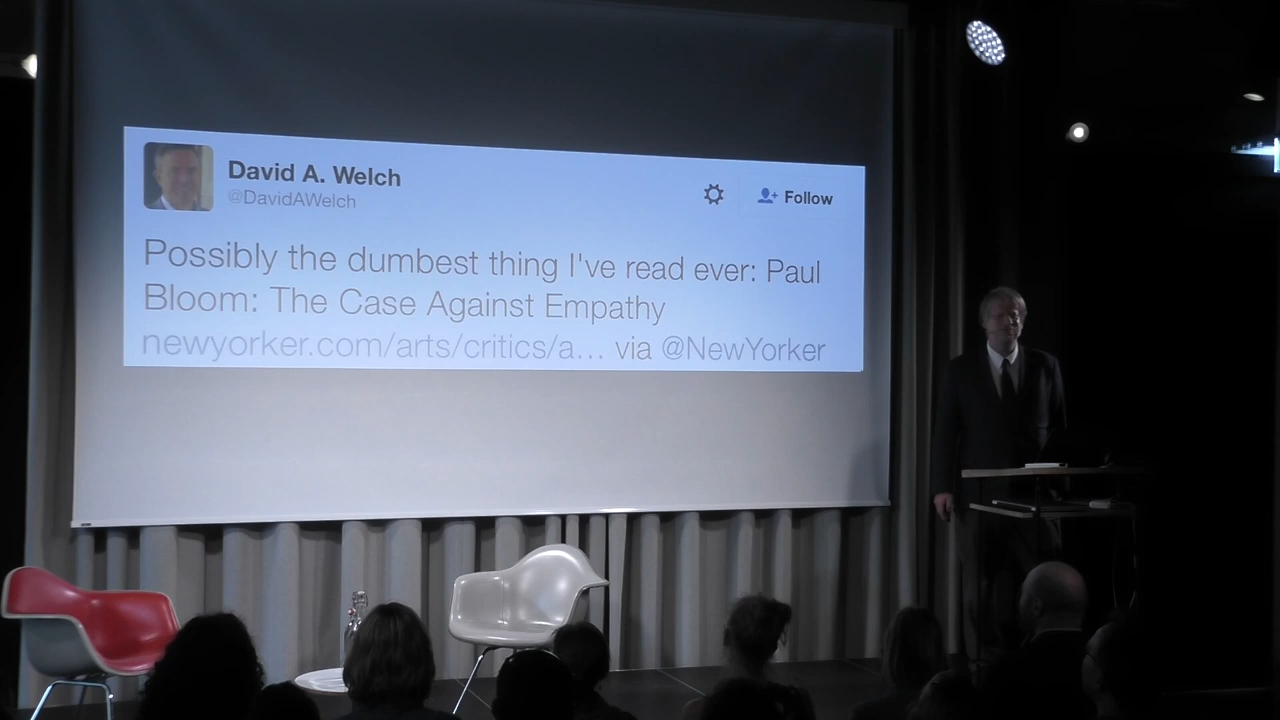 David A. Welch
@DavidAWelch
Follow
Possibly the dumbest thing I've read ever: Paul
Bloom: The Case Against Empathy
newyorker.com/arts/critics/a... via @NewYorker